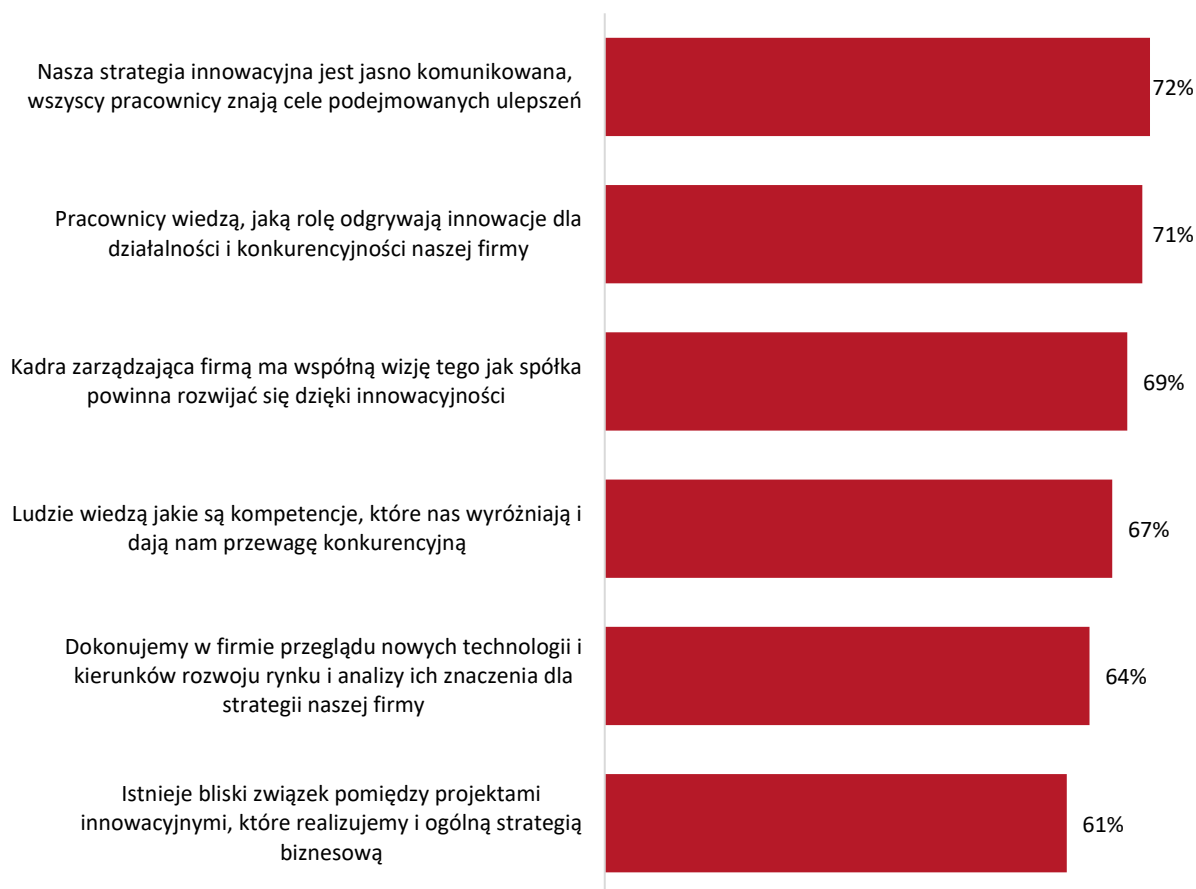 Nasza strategia innowacyjna jest jasno komunikowana,
wszyscy pracownicy znają cele podejmowanych ulepszeń
72%
Pracownicy wiedzą, jaką rolę odgrywają innowacje dla
działalności i konkurencyjności naszej firmy
71%
Kadra zarządzająca firmą ma wspólną wizję tego jak spółka
powinna rozwijać się dzięki innowacyjności
69%
Ludzie wiedzą jakie są kompetencje, które nas wyróżniają i
dają nam przewagę konkurencyjną
67%
Dokonujemy w firmie przeglądu nowych technologii i
kierunków rozwoju rynku i analizy ich znaczenia dla
strategii naszej firmy
64%
Istnieje bliski związek pomiędzy projektami
innowacyjnymi, które realizujemy i ogólną strategią
biznesową
61%